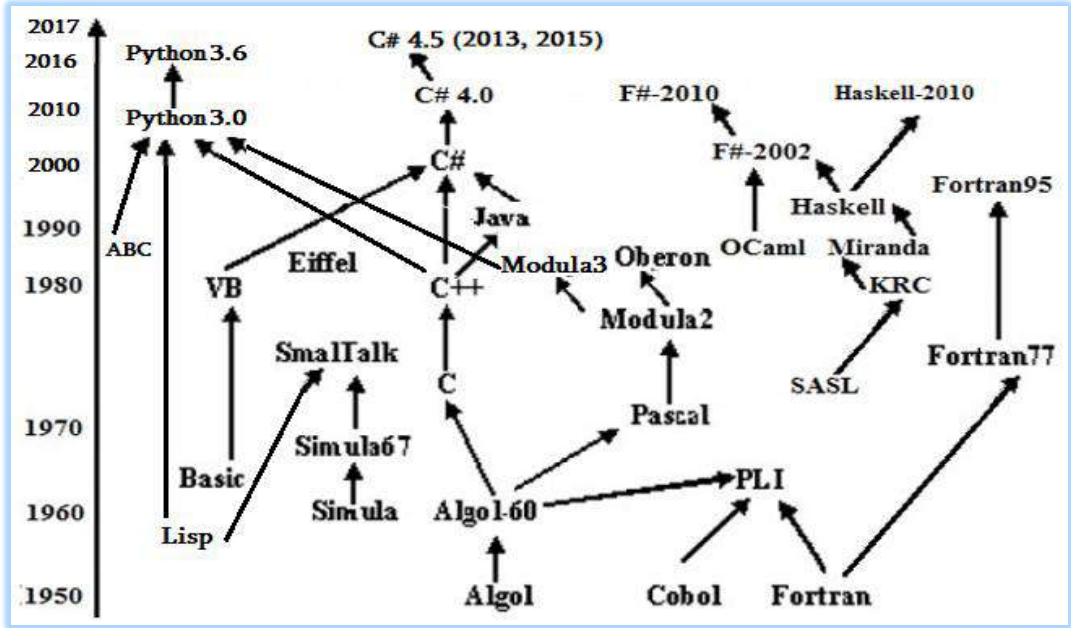 2017
C# 4.5 (2013, 2015)
Python3.6
2016
C# 4.0
F#-2010
Haskell-2010
2010
Python3.0
2000
C#
F#-2002
Fortran95
Java
Haskell
1990
ABC
Eiffel
Modula3
Oberon
OCaml
Miranda
1980
VB
C++
KRC
Modula2
SmalTalk
Fortran77
C
SASL
1970
Pascal
Simula67
Basic
PLI
1960
Simula
Algol-60
Lisp
1950
Algol
Cobol
Fortran